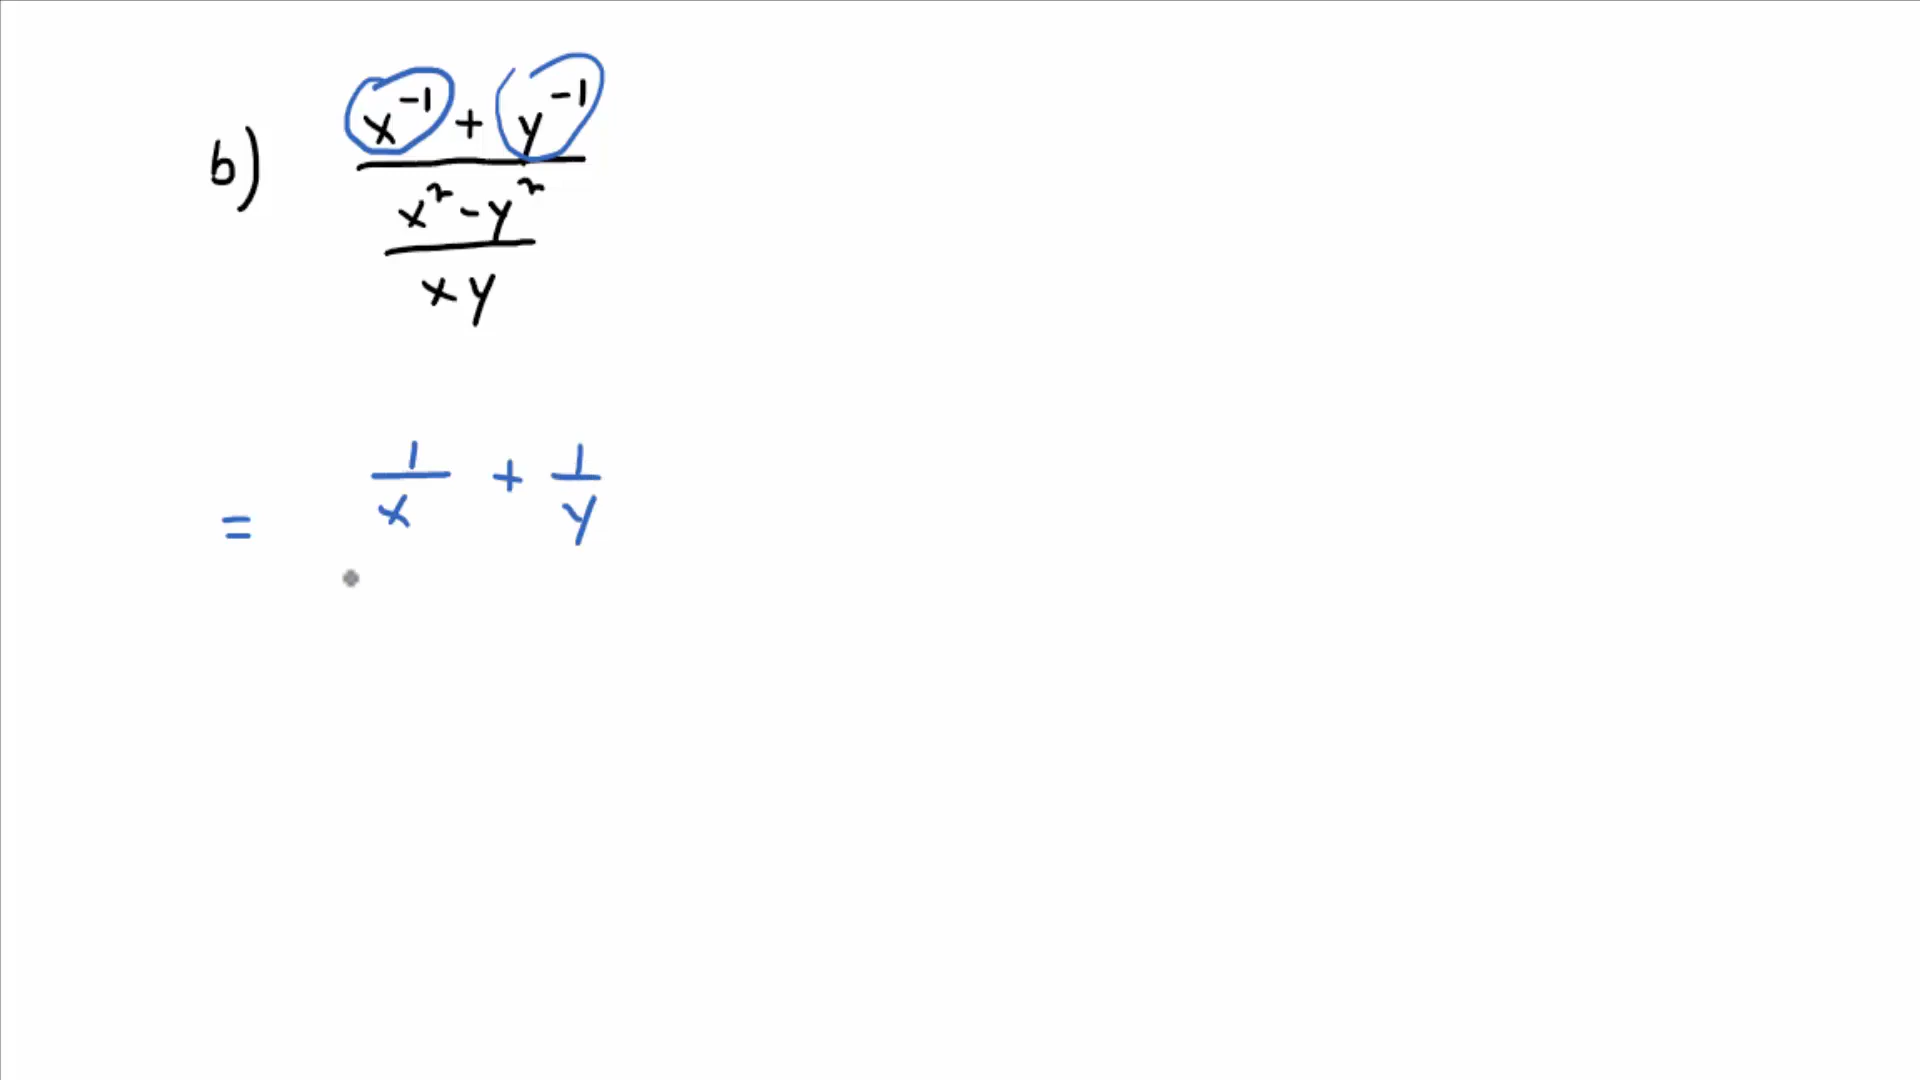 b) x⁻¹ + y⁻¹
x² - y²
xy
= 1/x + 1/y